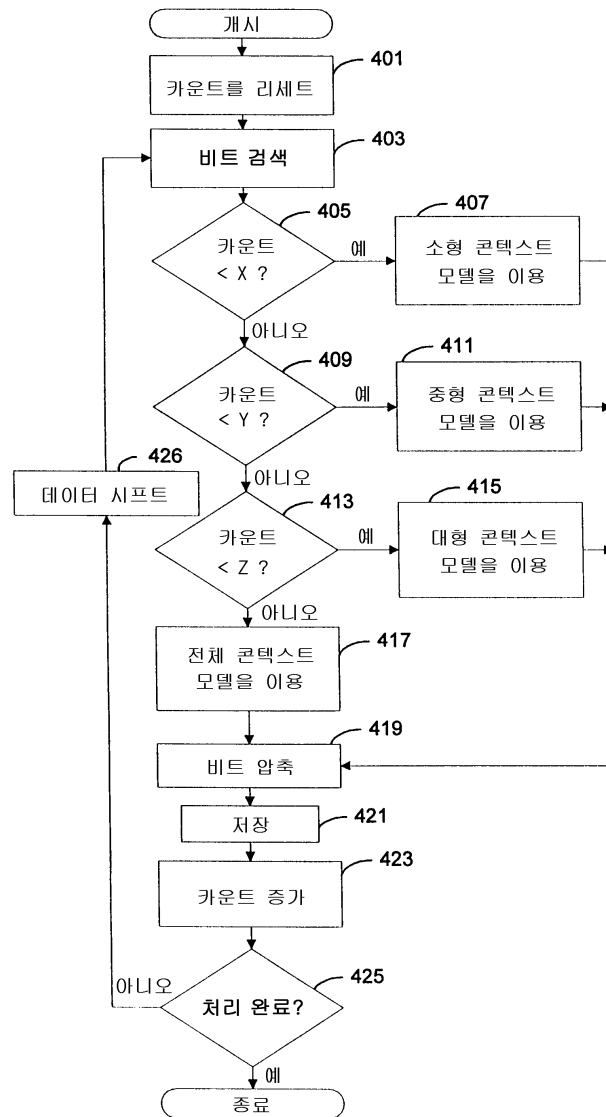 개시
401
카운트를 리세트
403
비트 검색
405
카운트
< X ?
예
407
소형 콘텍스트
모델을 이용
아니오
409
카운트
< Y ?
예
411
중형 콘텍스트
모델을 이용
426
데이터 시프트
아니오
413
카운트
< Z ?
예
415
대형 콘텍스트
모델을 이용
아니오
417
전체 콘텍스트
모델을 이용
419
비트 압축
421
저장
423
카운트 증가
425
아니오
처리 완료?
예
종료